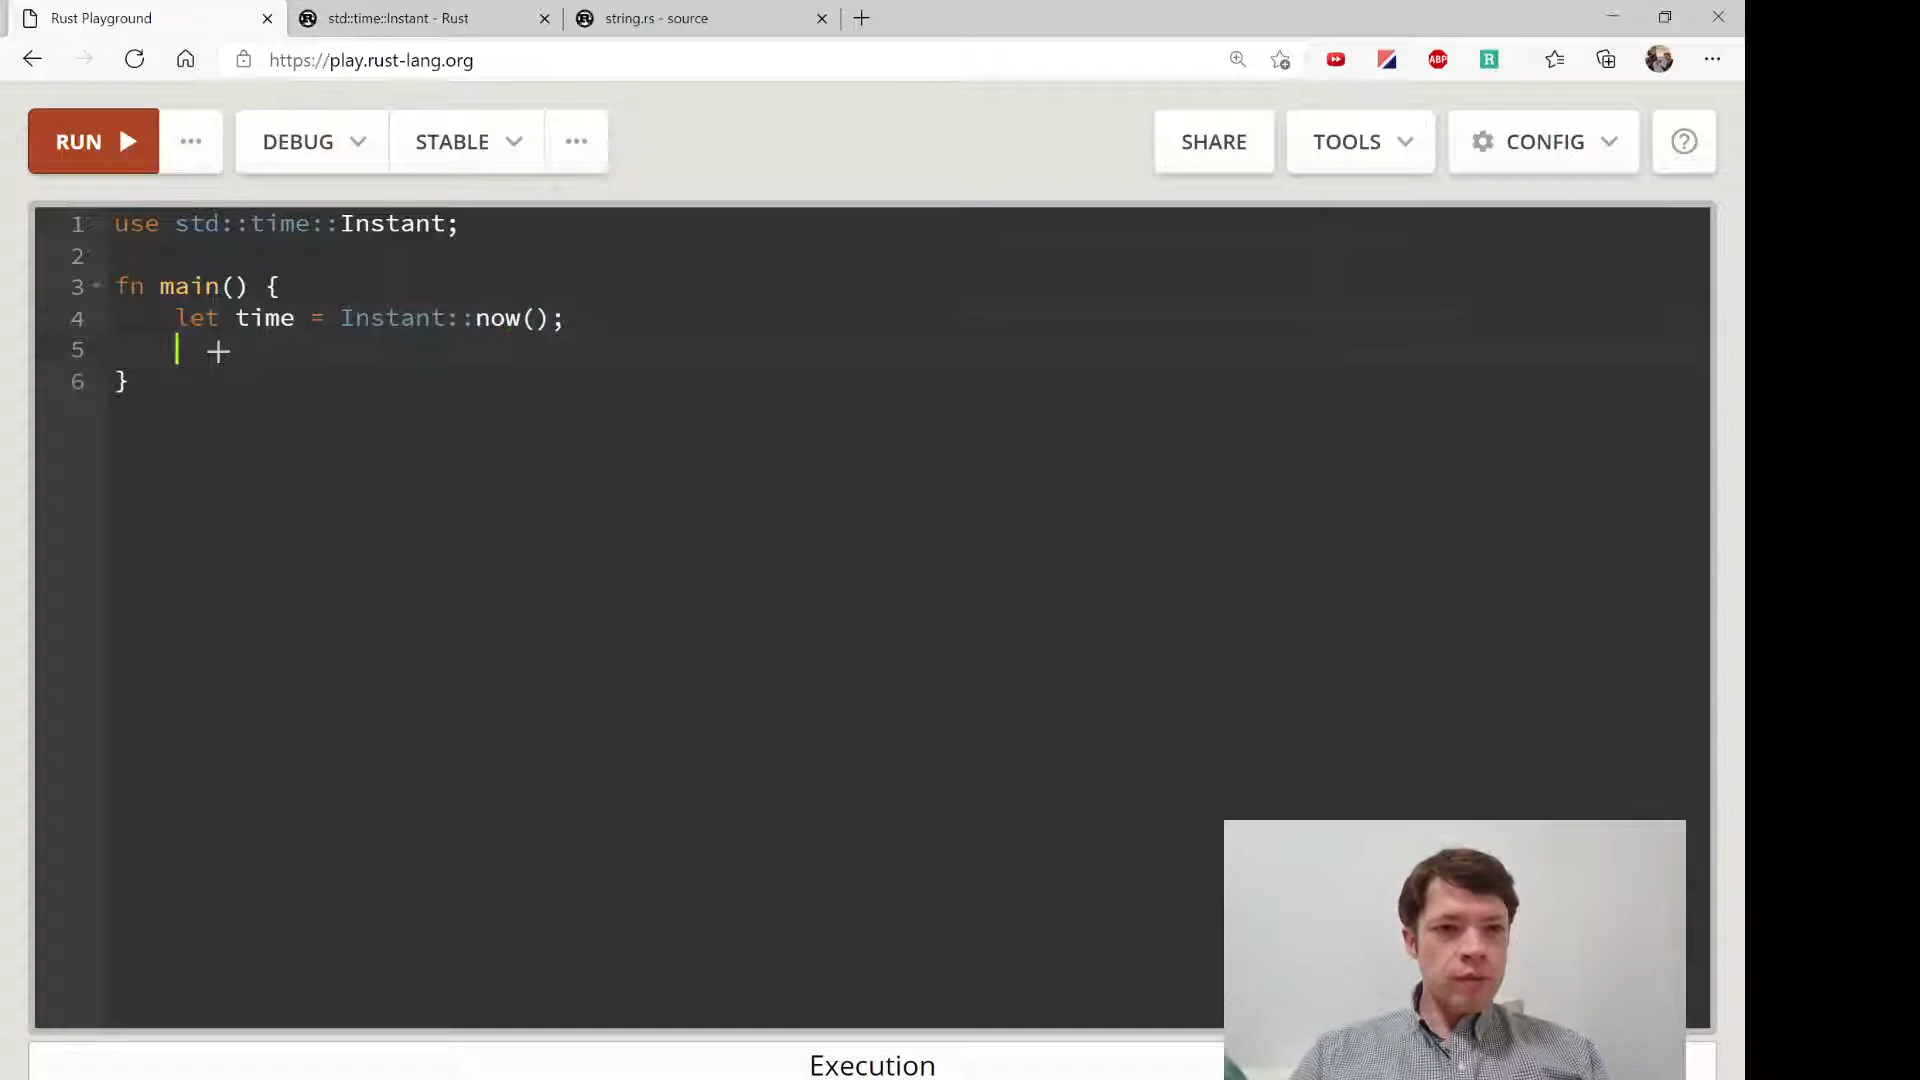 Rust Playground
std::time::Instant - Rust
string.rs - source
https://play.rust-lang.org
ABP
R
RUN
DEBUG
STABLE
SHARE
TOOLS
CONFIG
1 use std::time::Instant;
2
3 fn main() {
4 let time = Instant::now();
5
6 }
Execution